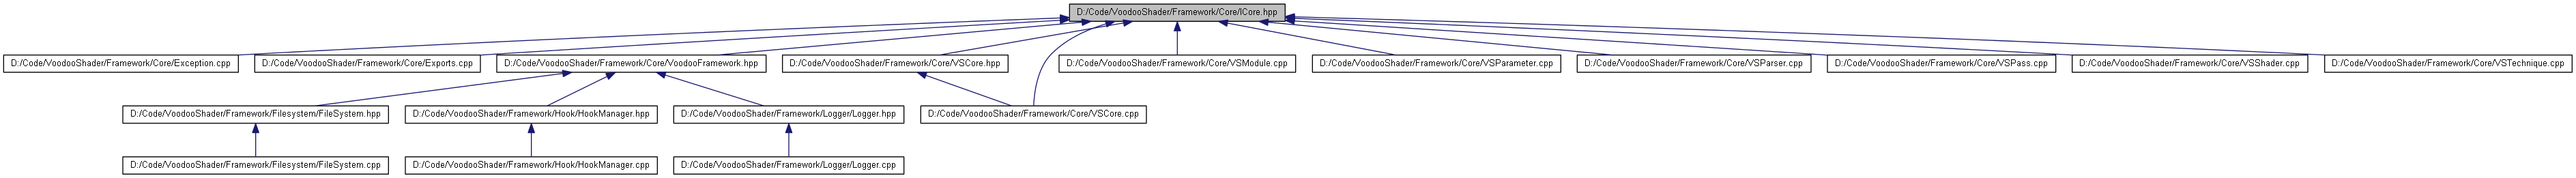 D:/Code/VoodooShader/Framework/Core/ICore.hpp
D:/Code/VoodooShader/Framework/Core/Exception.cpp
D:/Code/VoodooShader/Framework/Core/Exports.cpp
D:/Code/VoodooShader/Framework/Core/VoodooFramework.hpp
D:/Code/VoodooShader/Framework/Core/VSCore.hpp
D:/Code/VoodooShader/Framework/Core/VSModule.cpp
D:/Code/VoodooShader/Framework/Core/VSParameter.cpp
D:/Code/VoodooShader/Framework/Core/VSParser.cpp
D:/Code/VoodooShader/Framework/Core/VSPass.cpp
D:/Code/VoodooShader/Framework/Core/VSShader.cpp
D:/Code/VoodooShader/Framework/Core/VSTechnique.cpp
D:/Code/VoodooShader/Framework/Filesystem/FileSystem.hpp
D:/Code/VoodooShader/Framework/Hook/HookManager.hpp
D:/Code/VoodooShader/Framework/Logger/Logger.hpp
D:/Code/VoodooShader/Framework/Core/VSCore.cpp
D:/Code/VoodooShader/Framework/Filesystem/FileSystem.cpp
D:/Code/VoodooShader/Framework/Hook/HookManager.cpp
D:/Code/VoodooShader/Framework/Logger/Logger.cpp